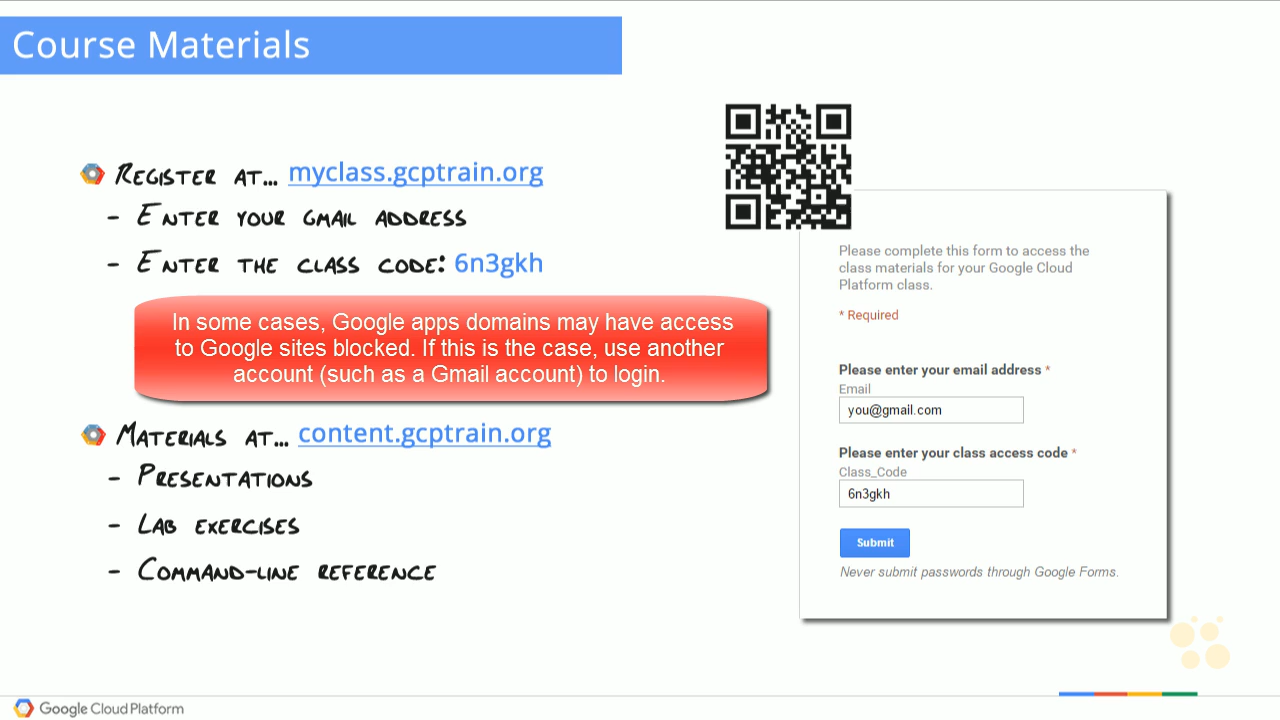 Course Materials
Register at... myclass.gcptrain.org
- Enter your gmail address
- Enter the class code: 6n3gkh
In some cases, Google apps domains may have access
to Google sites blocked. If this is the case, use another
account (such as a Gmail account) to login.
Materials at... content.gcptrain.org
- Presentations
- Lab exercises
- Command-line reference
Please complete this form to access the
class materials for your Google Cloud
Platform class.
* Required
Please enter your email address *
Email
you@gmail.com
Please enter your class access code *
Class_Code
6n3gkh
Submit
Never submit passwords through Google Forms.
Google Cloud Platform